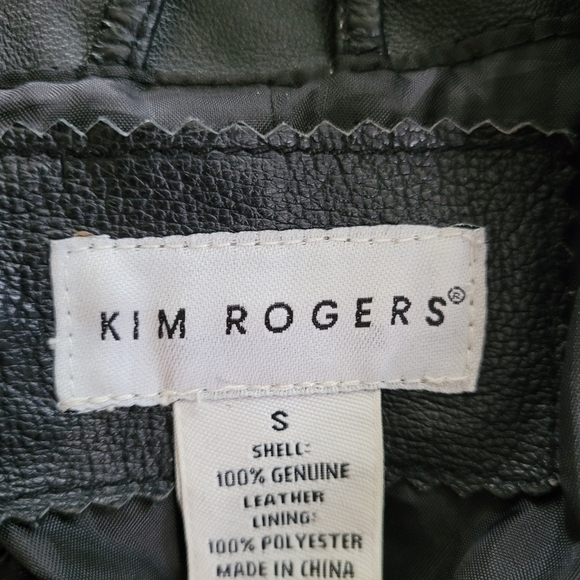 KIM ROGERS®
S
SHELL:
100% GENUINE
LEATHER
LINING:
100% POLYESTER
MADE IN CHINA